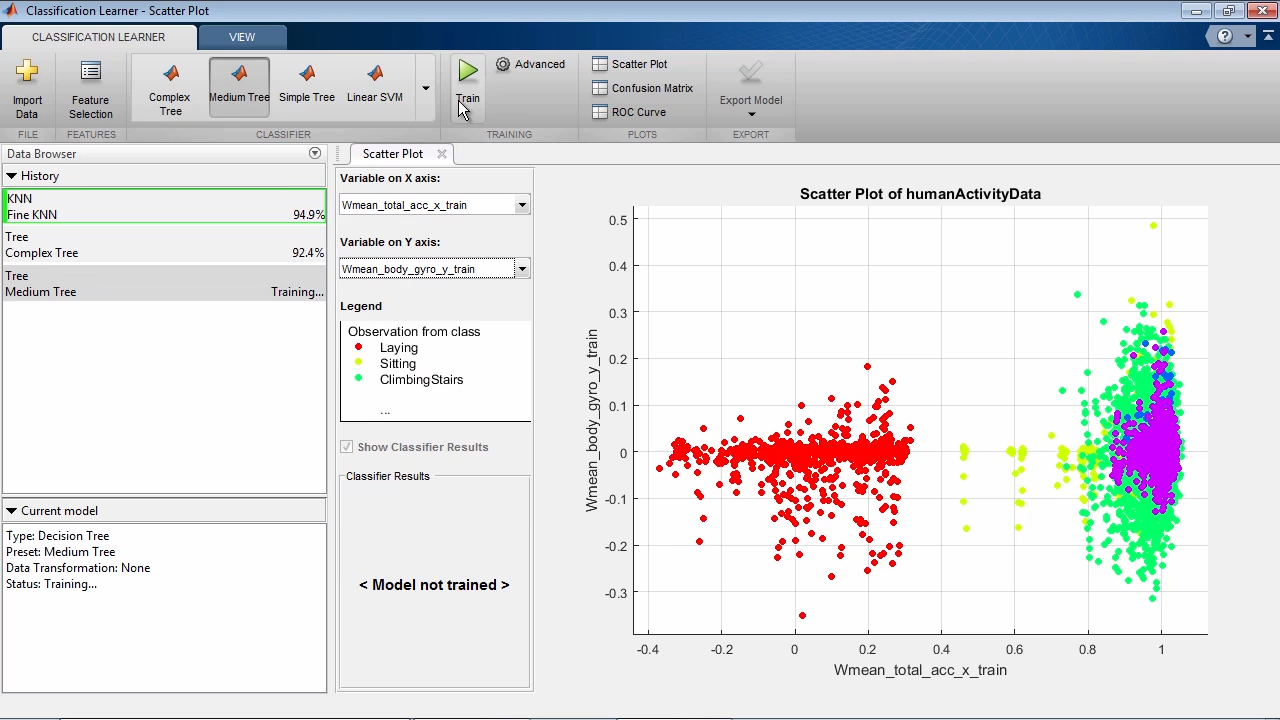 Classification Learner - Scatter Plot
CLASSIFICATION LEARNER
VIEW
Import Data
Feature Selection
Complex Tree
Medium Tree
Simple Tree
Linear SVM
Train
Advanced
Scatter Plot
Confusion Matrix
ROC Curve
Export Model
FILE
FEATURES
CLASSIFIER
TRAINING
PLOTS
EXPORT
Data Browser
History
KNN
Fine KNN 94.9%
Tree
Complex Tree 92.4%
Tree
Medium Tree Training...
Current model
Type: Decision Tree
Preset: Medium Tree
Data Transformation: None
Status: Training...
Scatter Plot
Variable on X axis:
Wmean_total_acc_x_train
Variable on Y axis:
Wmean_body_gyro_y_train
Legend
Observation from class
Laying
Sitting
ClimbingStairs
...
Show Classifier Results
Classifier Results
< Model not trained >
Scatter Plot of humanActivityData
Wmean_body_gyro_y_train
0.5
0.4
0.3
0.2
0.1
0
-0.1
-0.2
-0.3
-0.4 -0.2 0 0.2 0.4 0.6 0.8 1
Wmean_total_acc_x_train